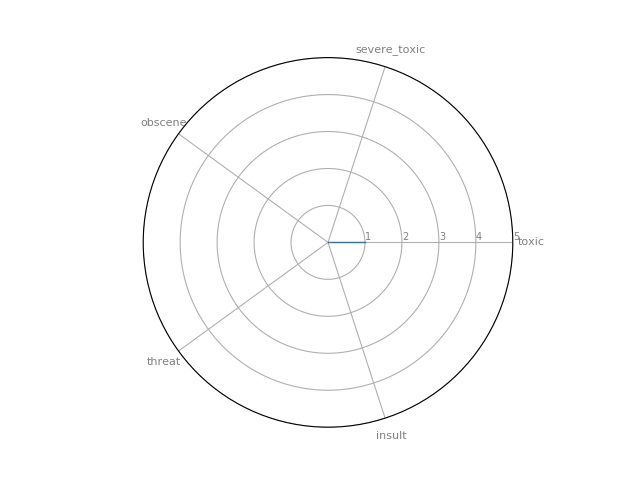 severe_toxic
obscene
1 2 3 4 5
toxic
threat
insult